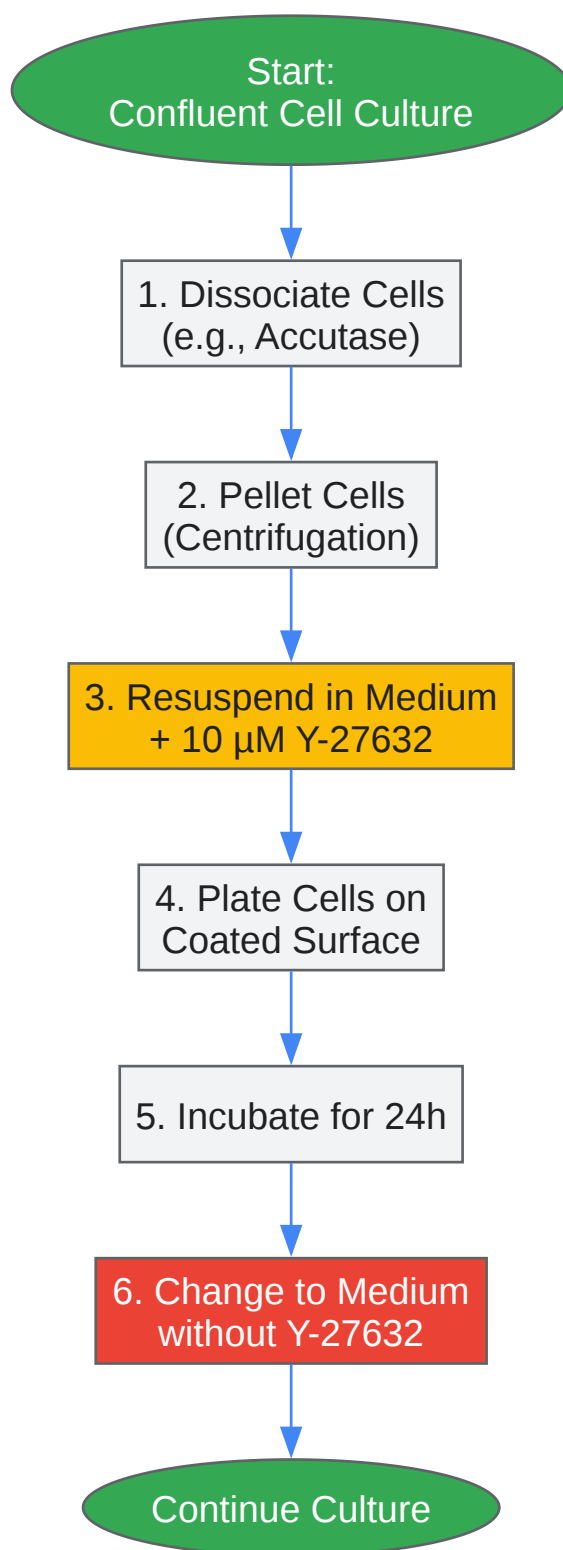 Start:
Confluent Cell Culture
1. Dissociate Cells
(e.g., Accutase)
2. Pellet Cells
(Centrifugation)
3. Resuspend in Medium
+ 10 µM Y-27632
4. Plate Cells on
Coated Surface
5. Incubate for 24h
6. Change to Medium
without Y-27632
Continue Culture